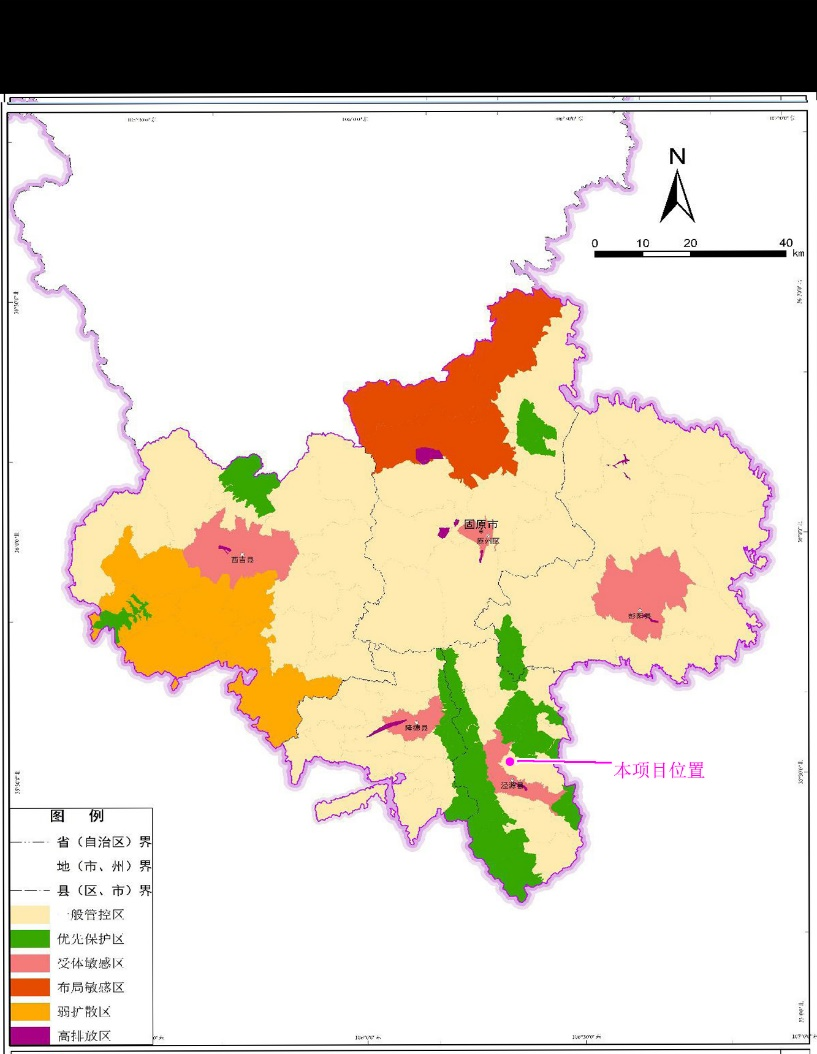 N
0 10 20 40
km
固原市
原州区
西吉县
彭阳县
隆德县
泾源县
本项目位置
图 例
省（自治区）界
地（市、州）界
县（区、市）界
一般管控区
优先保护区
受体敏感区
布局敏感区
弱扩散区
高排放区